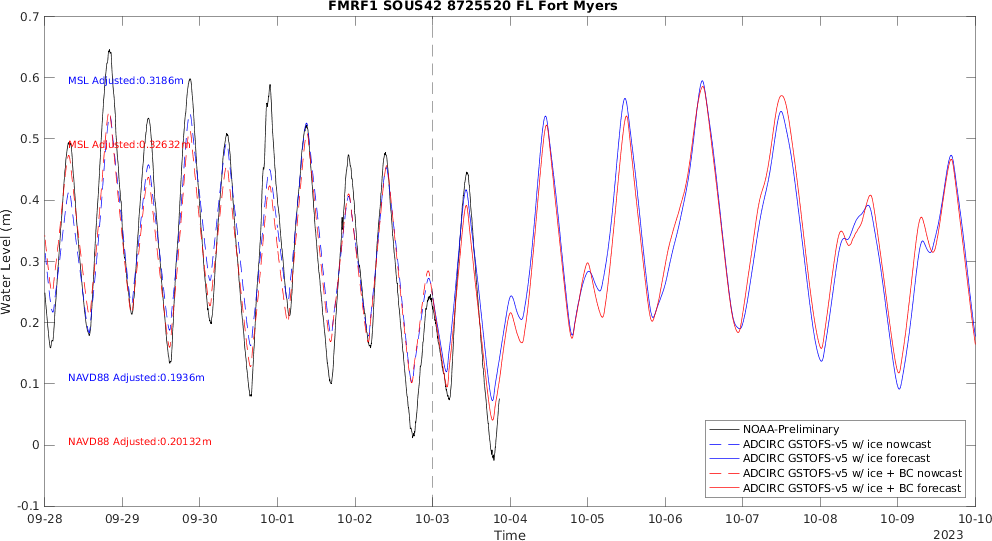 FMRF1 SOUS42 8725520 FL Fort Myers
0.7
0.6
0.5
0.4
0.3
0.2
0.1
0
-0.1
Water Level (m)
MSL Adjusted:0.3186m
MSL Adjusted:0.32632m
NAVD88 Adjusted:0.1936m
NAVD88 Adjusted:0.20132m
NOAA-Preliminary
ADCIRC GSTOFS-v5 w/ ice nowcast
ADCIRC GSTOFS-v5 w/ ice forecast
ADCIRC GSTOFS-v5 w/ ice + BC nowcast
ADCIRC GSTOFS-v5 w/ ice + BC forecast
09-28 09-29 09-30 10-01 10-02 10-03 10-04 10-05 10-06 10-07 10-08 10-09 10-10
Time
2023